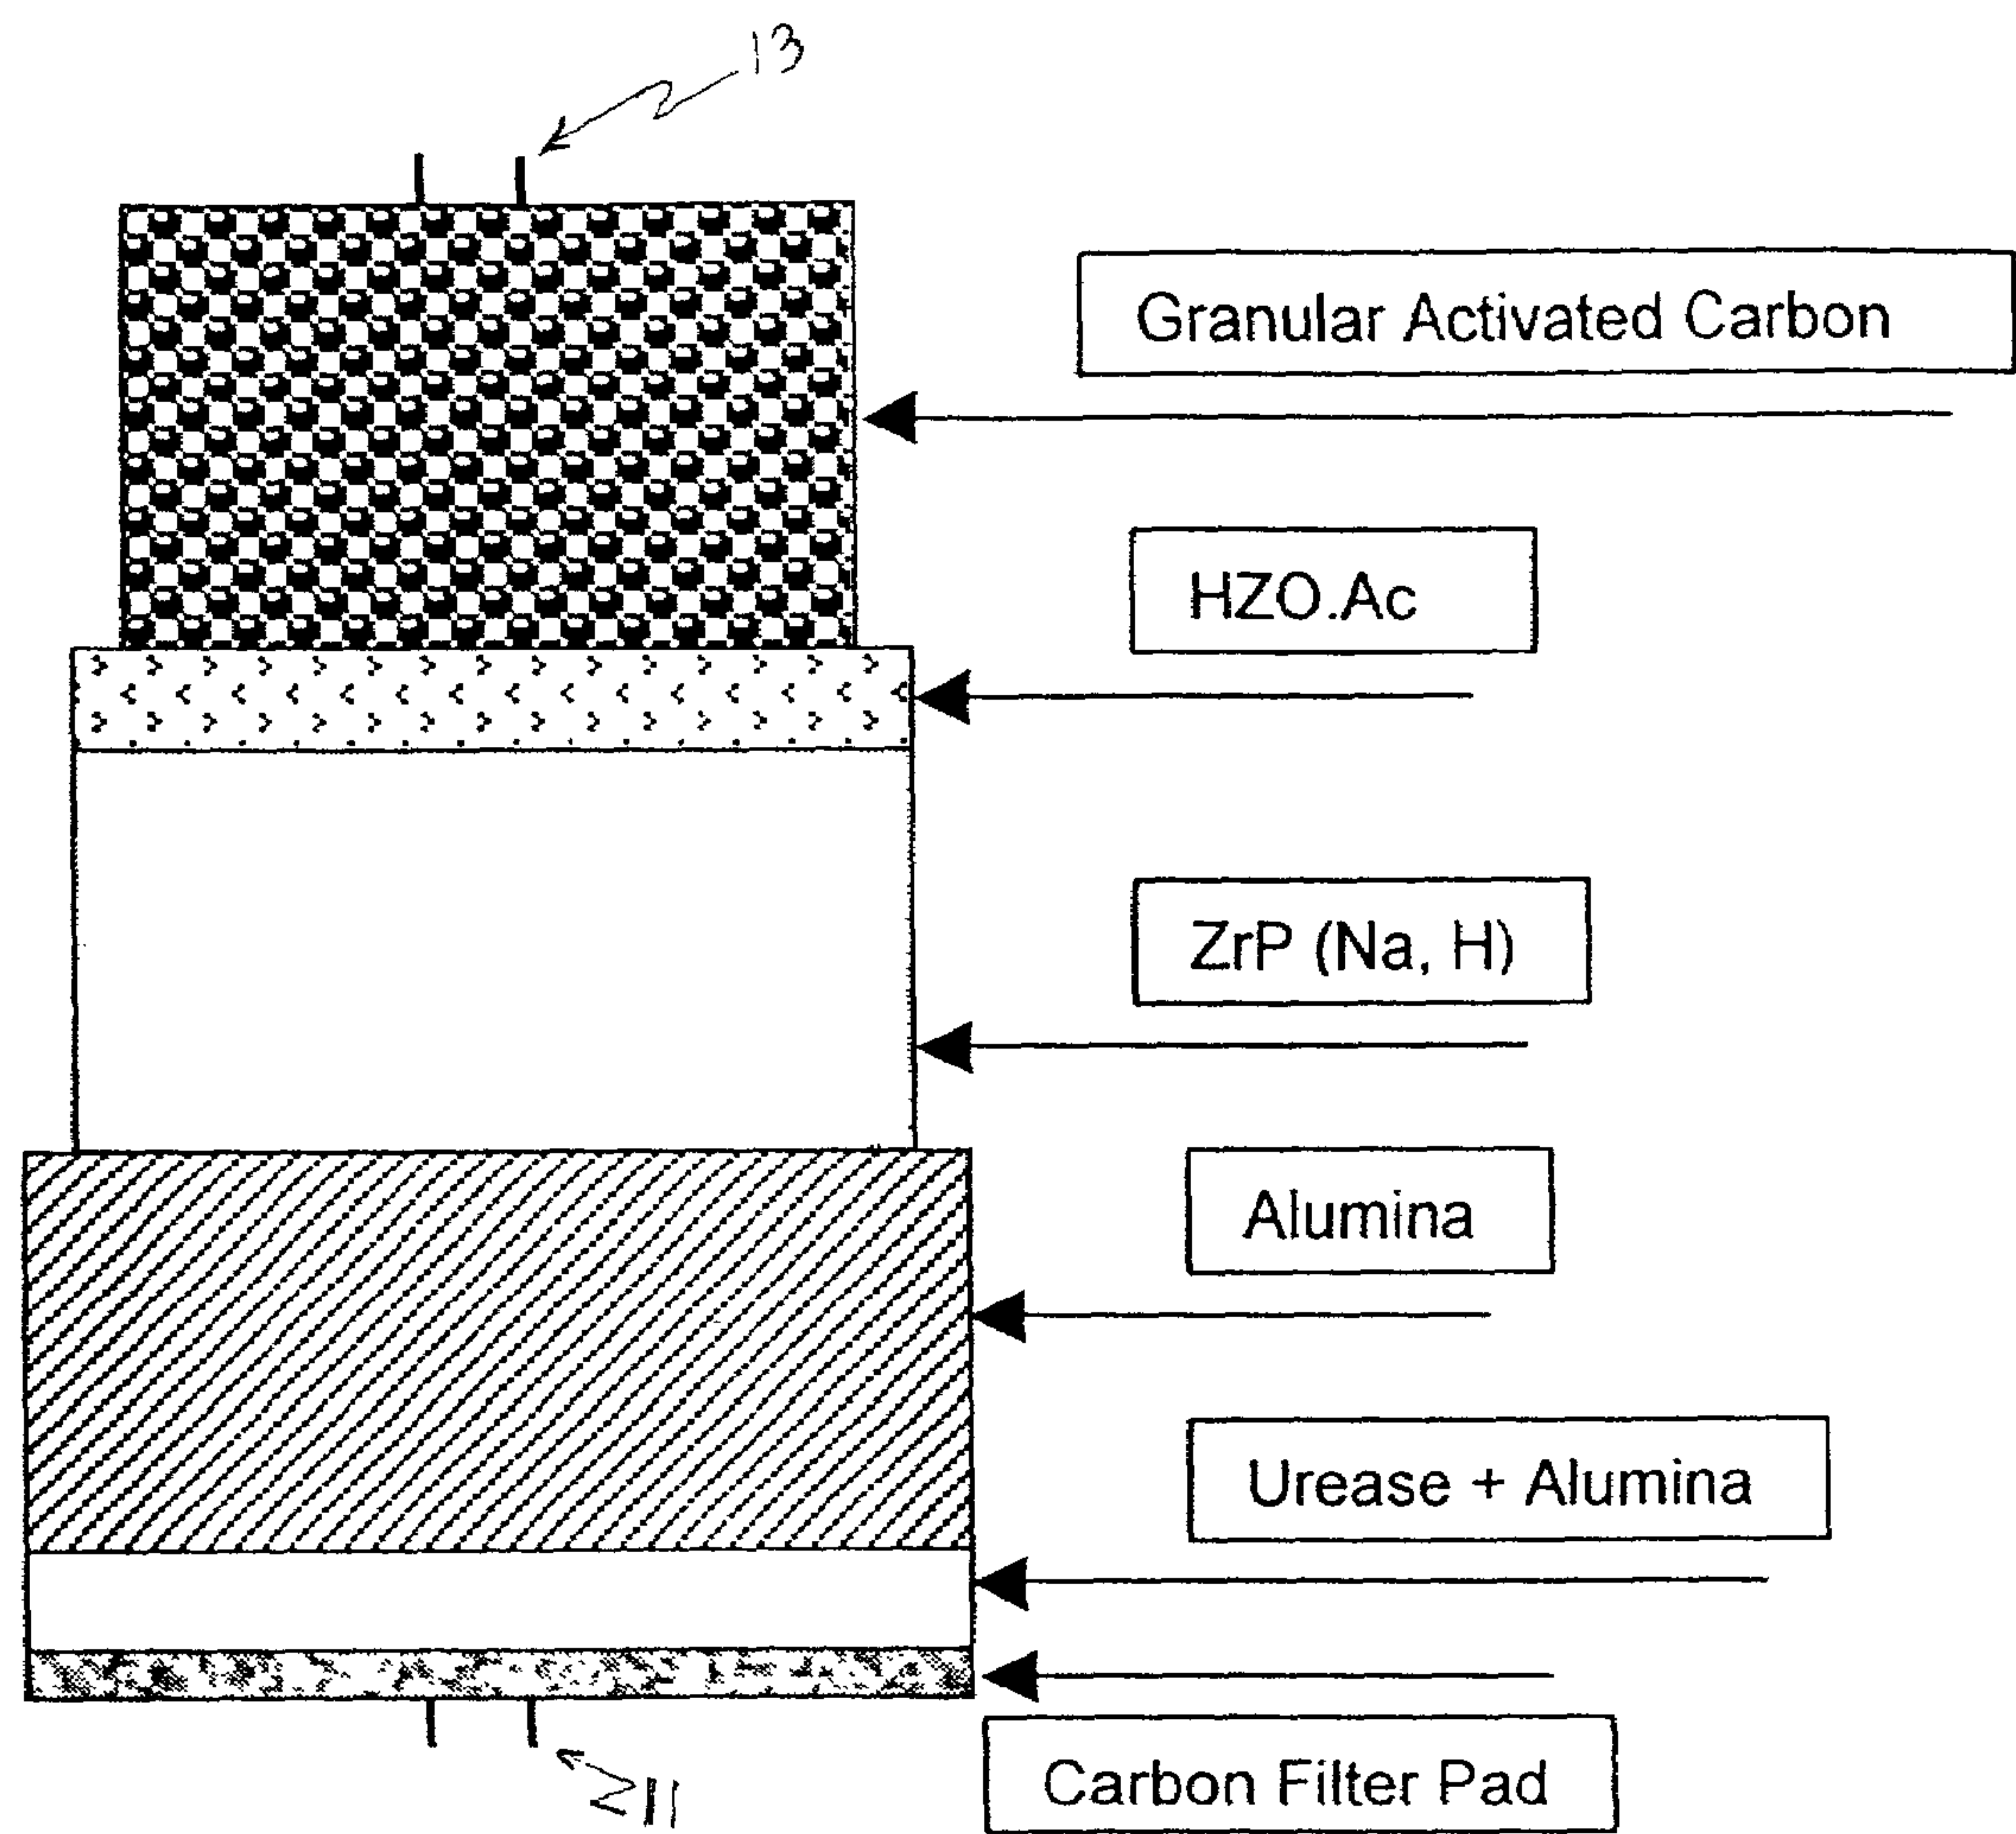 13
Granular Activated Carbon
HZO.Ac
ZrP (Na, H)
Alumina
Urease + Alumina
Carbon Filter Pad
11